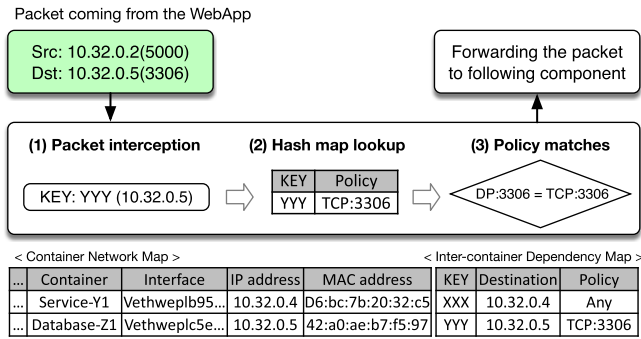 Packet coming from the WebApp
Src: 10.32.0.2(5000)
Dst: 10.32.0.5(3306)
Forwarding the packet
to following component
(1) Packet interception
(2) Hash map lookup
(3) Policy matches
KEY: YYY (10.32.0.5)
KEY Policy
YYY TCP:3306
DP:3306 = TCP:3306
< Container Network Map >
... Container Interface IP address MAC address
... Service-Y1 Vethweplb95... 10.32.0.4 D6:bc:7b:20:32:c5
... Database-Z1 Vethweplc5e... 10.32.0.5 42:a0:ae:b7:f5:97
< Inter-container Dependency Map >
KEY Destination Policy
XXX 10.32.0.4 Any
YYY 10.32.0.5 TCP:3306